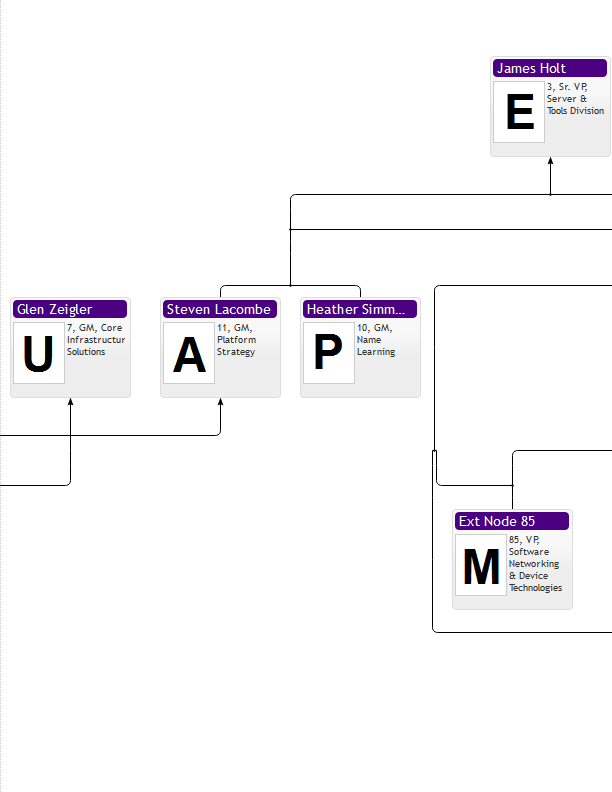 James Holt
E
3, Sr. VP,
Server &
Tools Division
Glen Zeigler
U
7, GM, Core
Infrastructur
Solutions
Steven Lacombe
A
11, GM,
Platform
Strategy
Heather Simm...
P
10, GM,
Name
Learning
Ext Node 85
M
85, VP,
Software
Networking
& Device
Technologies